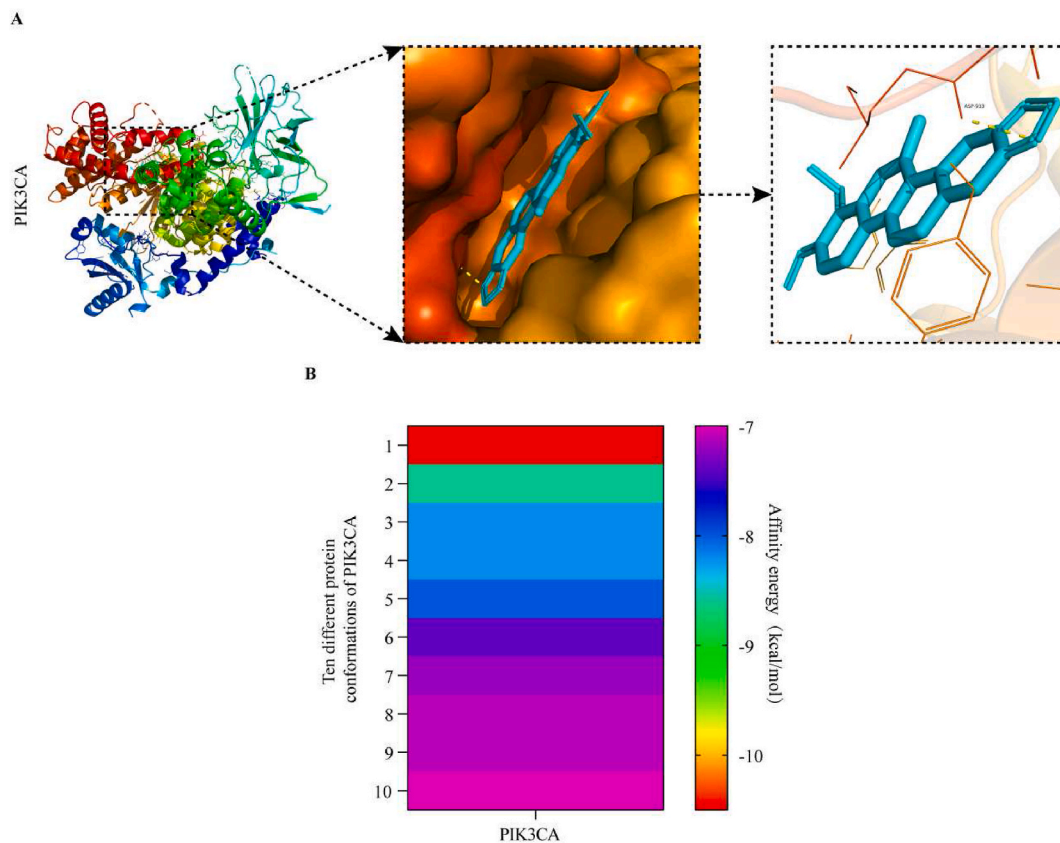 A
PIK3CA
ASP 933
B
Ten different protein
conformations of PIK3CA
1
2
3
4
5
6
7
8
9
10
PIK3CA
-7
-8
-9
-10
Affinity energy (kcal/mol)